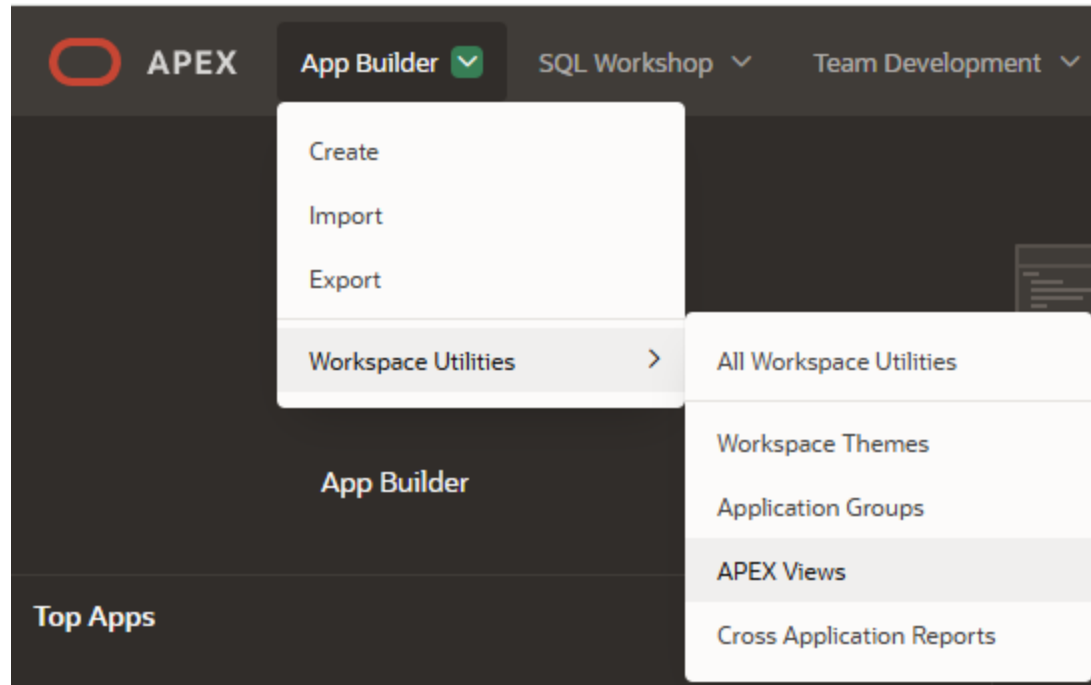 APEX App Builder SQL Workshop Team Development
Create
Import
Export
Workspace Utilities
All Workspace Utilities
Workspace Themes
Application Groups
APEX Views
Cross Application Reports
App Builder
Top Apps